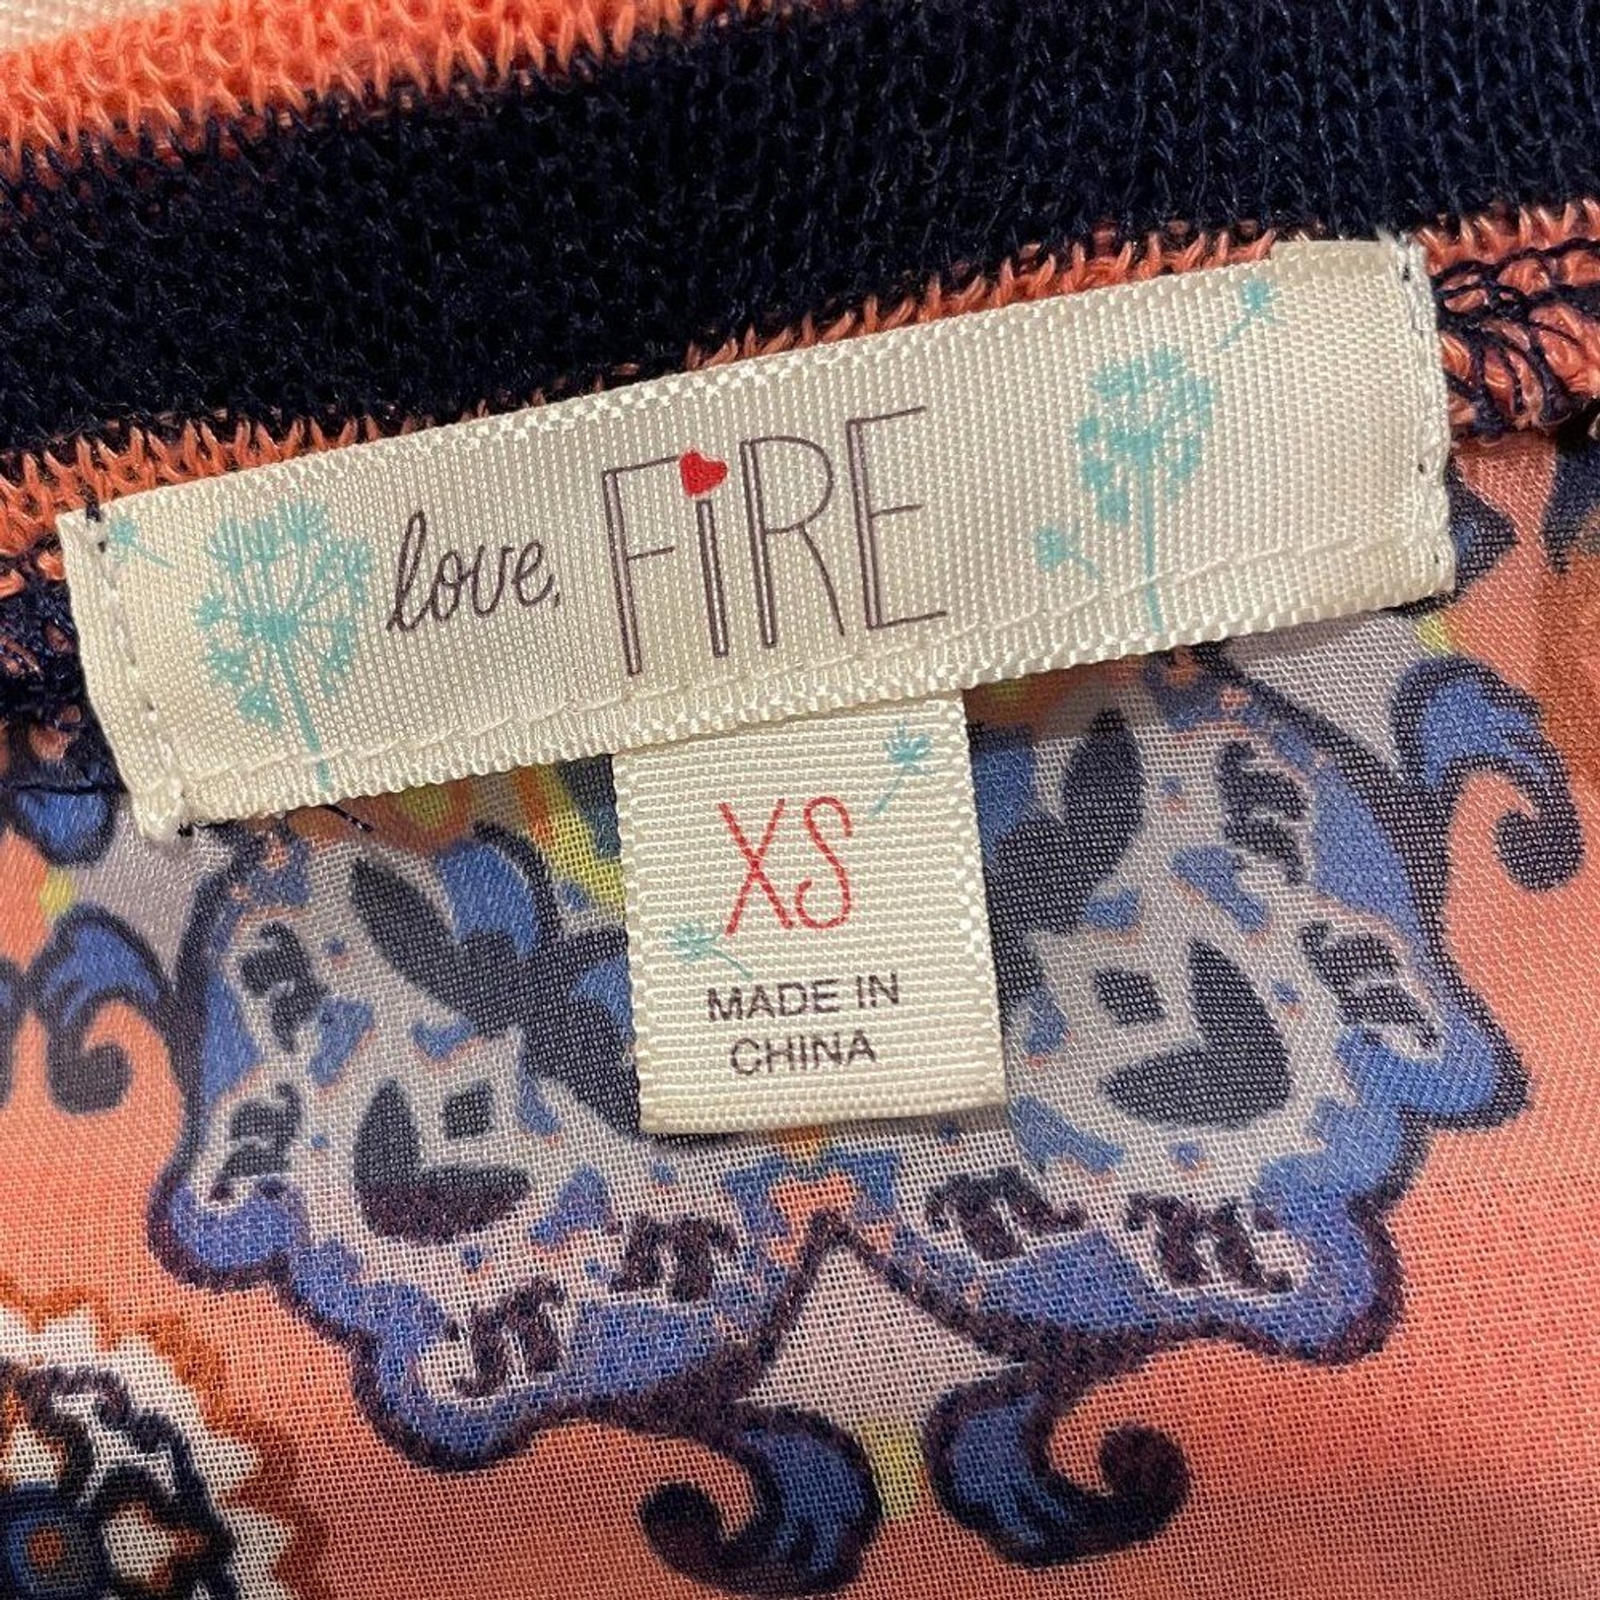 love, FiRE
XS
MADE IN
CHINA